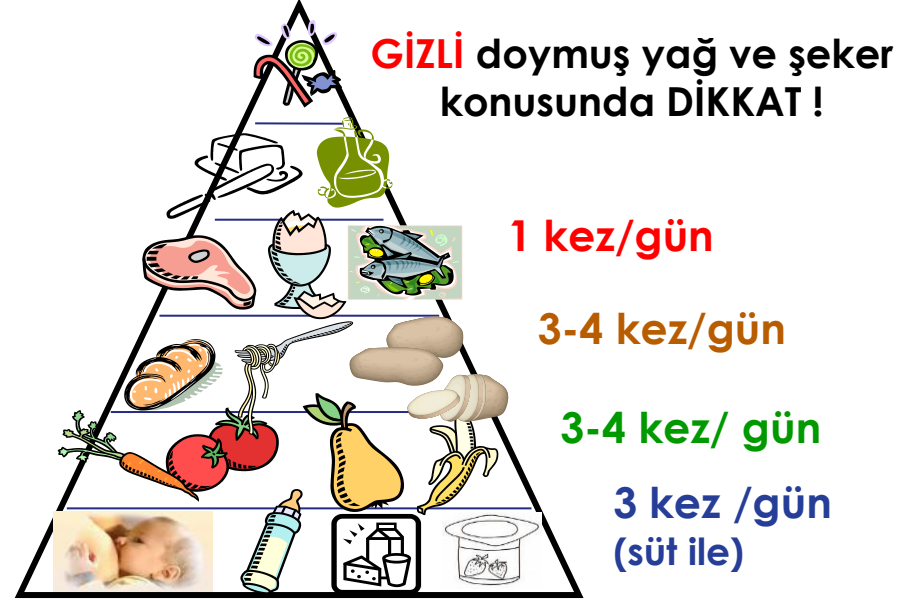 GİZLİ doymuş yağ ve şeker
konusunda DİKKAT !
1 kez/gün
3-4 kez/gün
3-4 kez/ gün
3 kez /gün
(süt ile)